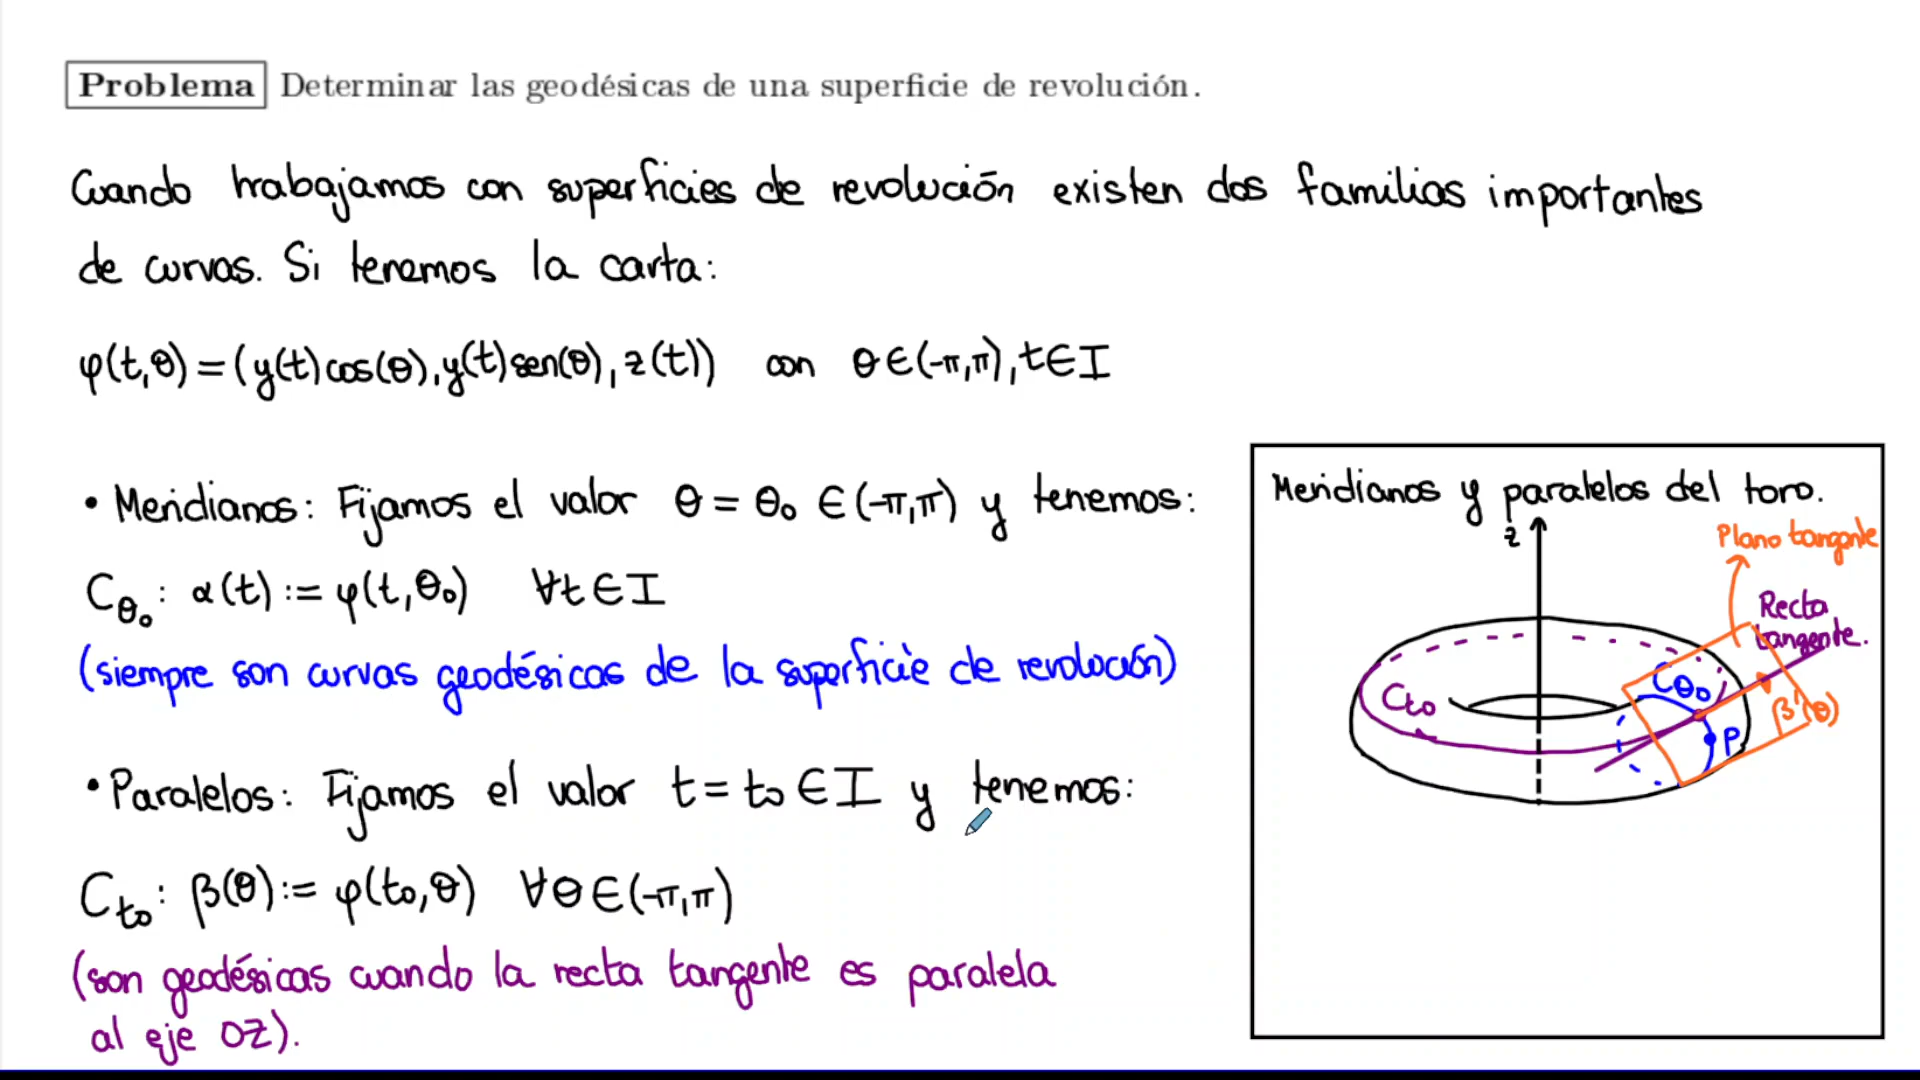 Problema Determinar las geodésicas de una superficie de revolución.
Cuando trabajamos con superficies de revolución existen dos familias importantes
de curvas. Si tenemos la carta:
φ(t,θ) = (y(t)cos(θ), y(t)sen(θ), z(t)) con θ∈(-π,π), t∈I
• Meridianos: Fijamos el valor θ = θ₀ ∈(-π,π) y tenemos:
C_θ₀: α(t) := φ(t,θ₀) ∀t∈I
(siempre son curvas geodésicas de la superficie de revolución)
• Paralelos: Fijamos el valor t = t₀ ∈ I y tenemos:
C_t₀: β(θ) := φ(t₀,θ) ∀θ∈(-π,π)
(son geodésicas cuando la recta tangente es paralela
al eje OZ).
Meridianos y paralelos del toro.
z
Plano tangente
Recta
tangente.
C_θ₀
C_t₀
β'(θ)
P